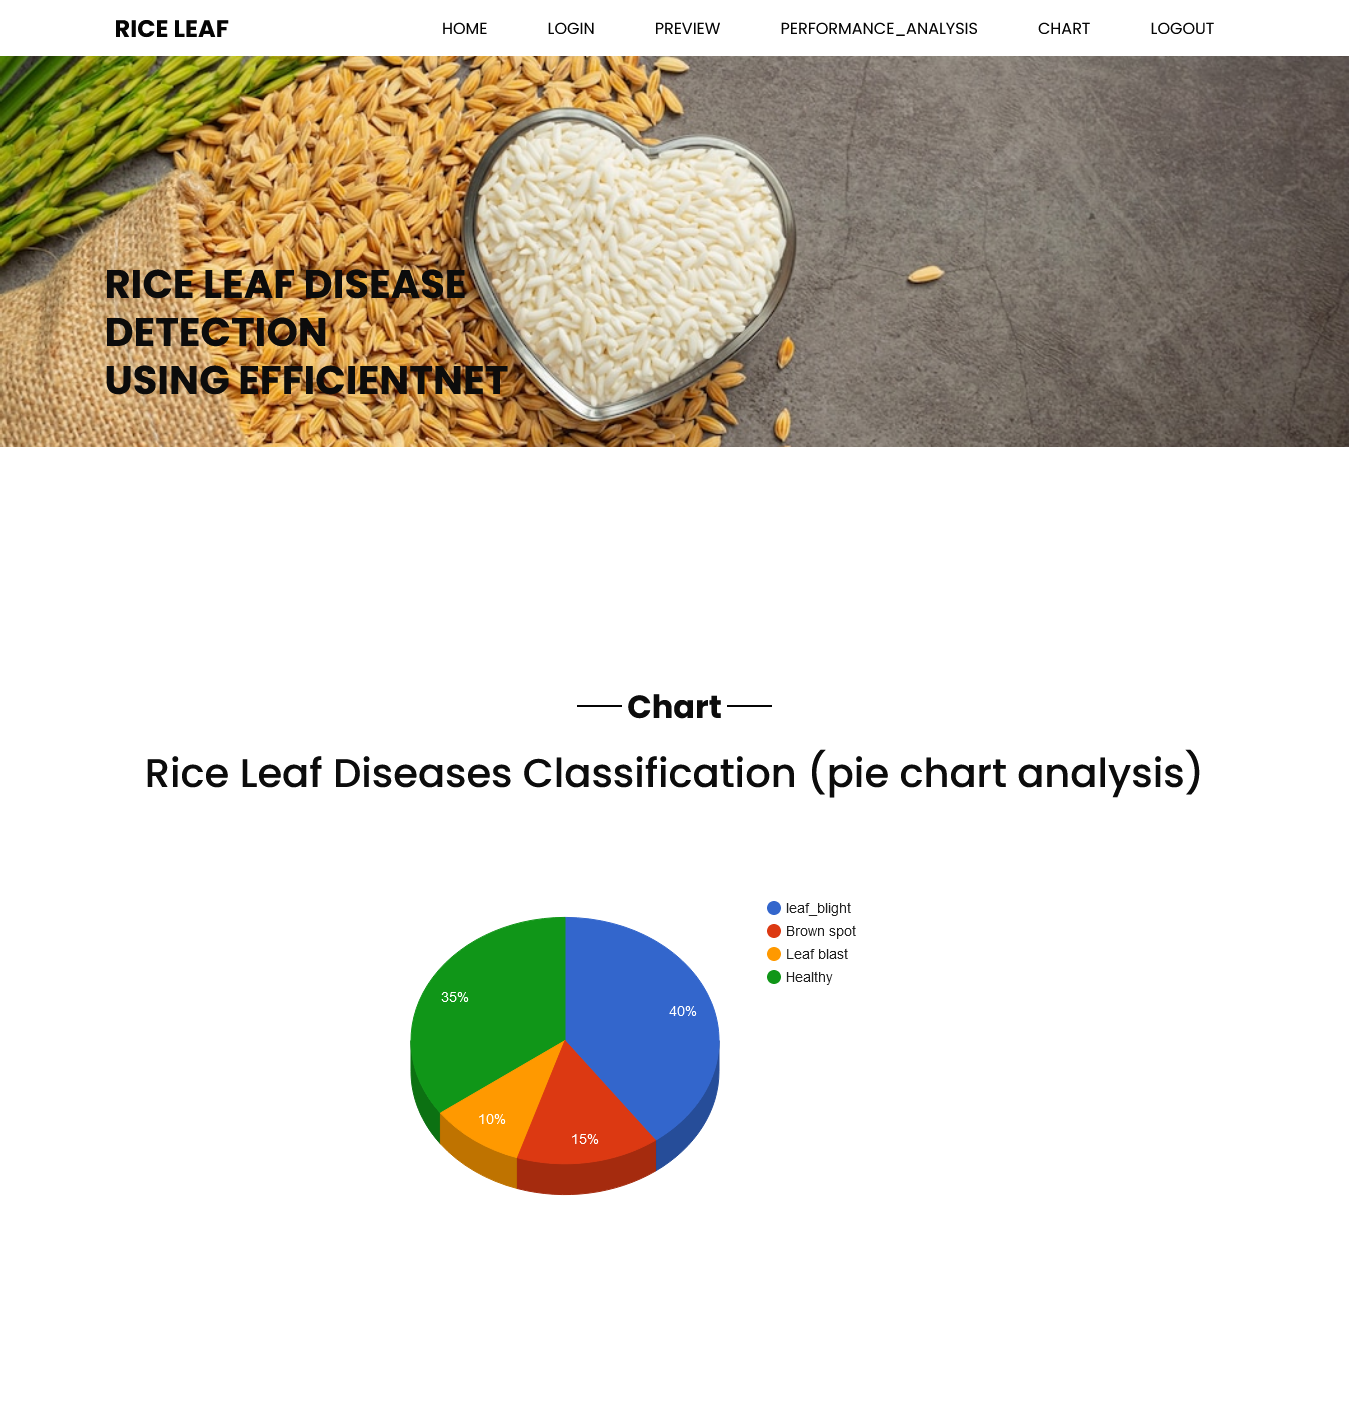 RICE LEAF
HOME
LOGIN
PREVIEW
PERFORMANCE_ANALYSIS
CHART
LOGOUT
RICE LEAF DISEASE
DETECTION
USING EFFICIENTNET
Chart
Rice Leaf Diseases Classification (pie chart analysis)
leaf_blight
Brown spot
Leaf blast
Healthy
35%
40%
10%
15%